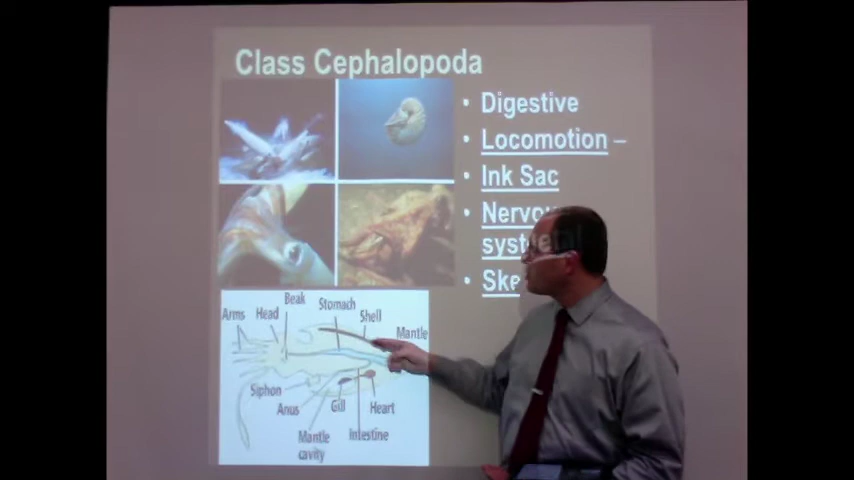 Class Cephalopoda
• Digestive
• Locomotion –
• Ink Sac
• Nervous
system
Beak
Stomach
Arms
Head
Shell
Mantle
Siphon
Anus
Gill
Heart
Mantle
cavity
Intestine